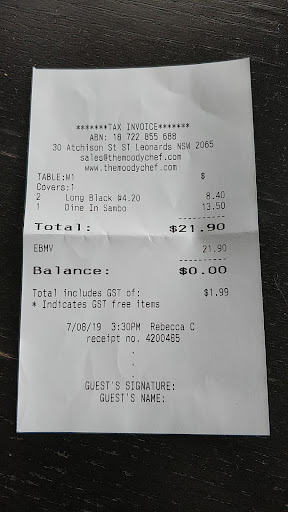 *******TAX INVOICE*******
ABN: 18 722 855 688
30 Atchison St ST Leonards NSW 2065
sales@themoodychef.com
www.themoodychef.com
TABLE:W1 $
Covers:1
2 Long Black @4.20 8.40
1 Dine In Sambo 13.50
----------
Total: $21.90
EBMV 21.90
----------
Balance: $0.00
Total includes GST of: $1.99
* Indicates GST free items
7/08/19 3:30PM Rebecca C
receipt no. 4200485
.
.
.
GUEST'S SIGNATURE:
GUEST'S NAME: